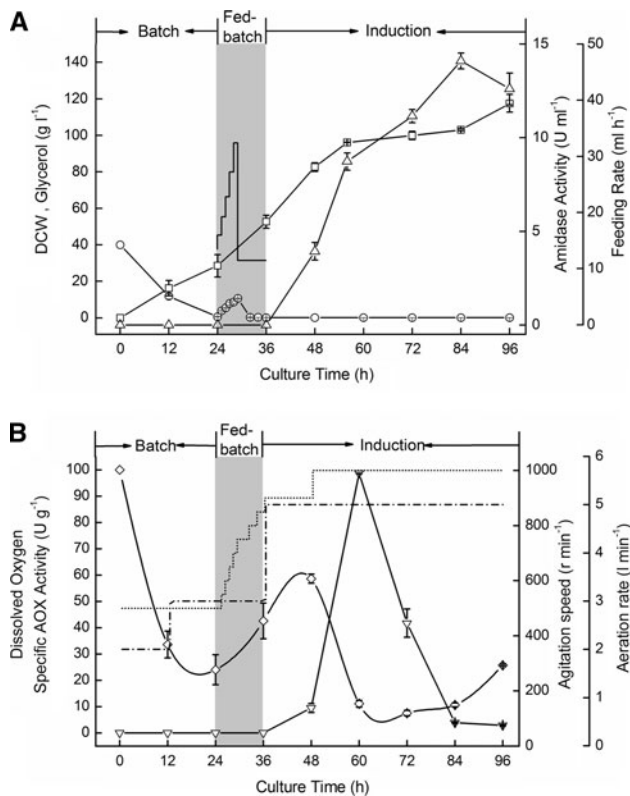 A
Batch
Fed-
batch
Induction
140
120
100
80
60
40
20
0
DCW , Glycerol (g l-1)
15
10
5
0
Amidase Activity (U ml-1)
50
40
30
20
10
0
Feeding Rate (ml h-1)
0 12 24 36 48 60 72 84 96
Culture Time (h)
B
Batch
Fed-
batch
Induction
100
90
80
70
60
50
40
30
20
10
0
Dissolved Oxygen
Specific AOX Activity (U g-1)
1000
800
600
400
200
0
Agitation speed (r min-1)
6
5
4
3
2
1
0
Aeration rate (l min-1)
0 12 24 36 48 60 72 84 96
Culture Time (h)